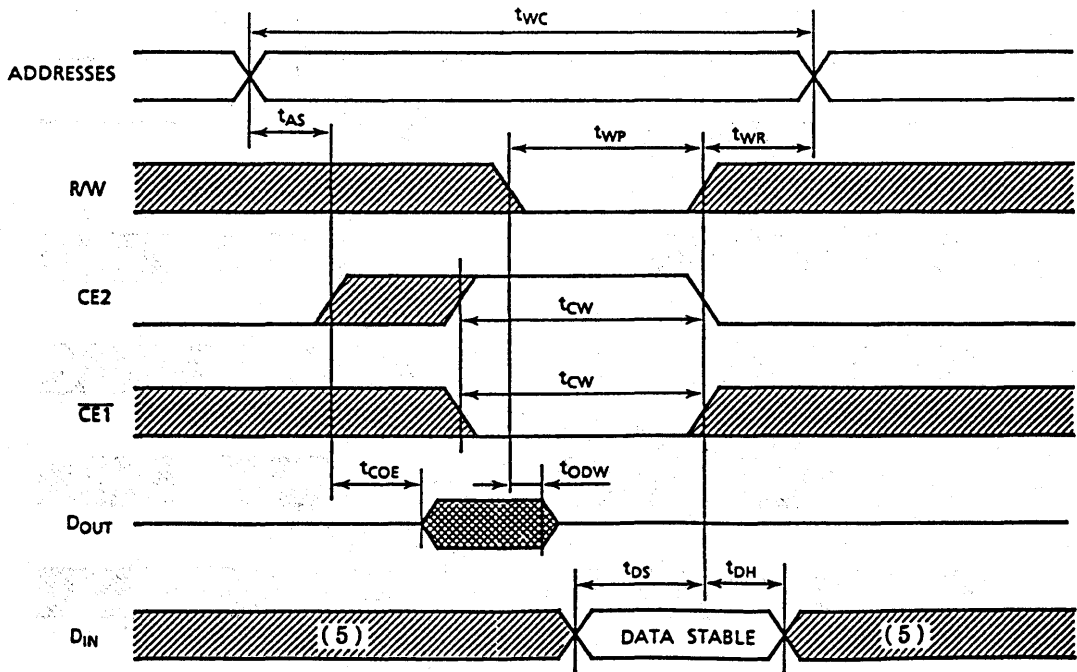 tWC
ADDRESSES
tAS
tWP
tWR
R/W
CE2
tCW
tCW
CE1
tCOE
tODW
DOUT
tDS
tDH
DIN
(5)
DATA STABLE
(5)